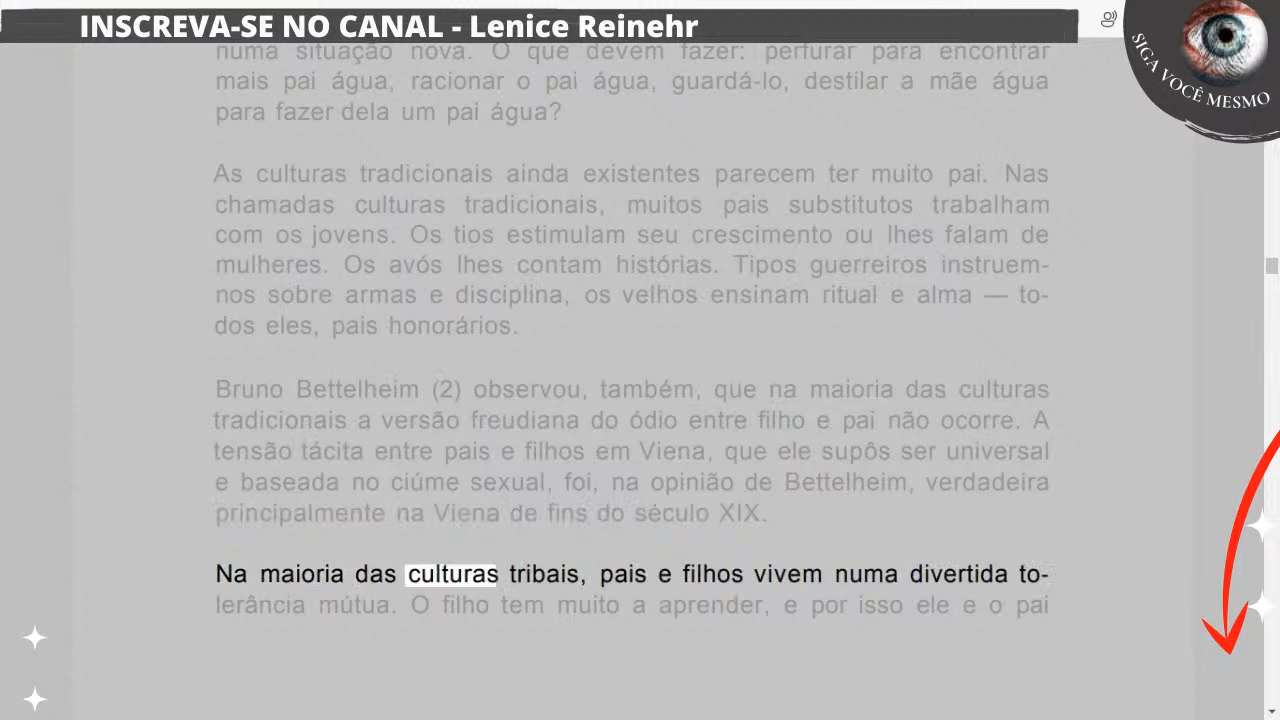 INSCREVA-SE NO CANAL - Lenice Reinehr
SIGA VOCÊ MESMO
numa situação nova. O que devem fazer: perfurar para encontrar
mais pai água, racionar o pai água, guardá-lo, destilar a mãe água
para fazer dela um pai água?
As culturas tradicionais ainda existentes parecem ter muito pai. Nas
chamadas culturas tradicionais, muitos pais substitutos trabalham
com os jovens. Os tios estimulam seu crescimento ou lhes falam de
mulheres. Os avós lhes contam histórias. Tipos guerreiros instruem-
nos sobre armas e disciplina, os velhos ensinam ritual e alma — to-
dos eles, pais honorários.
Bruno Bettelheim (2) observou, também, que na maioria das culturas
tradicionais a versão freudiana do ódio entre filho e pai não ocorre. A
tensão tácita entre pais e filhos em Viena, que ele supôs ser universal
e baseada no ciúme sexual, foi, na opinião de Bettelheim, verdadeira
principalmente na Viena de fins do século XIX.
Na maioria das culturas tribais, pais e filhos vivem numa divertida to-
lerância mútua. O filho tem muito a aprender, e por isso ele e o pai